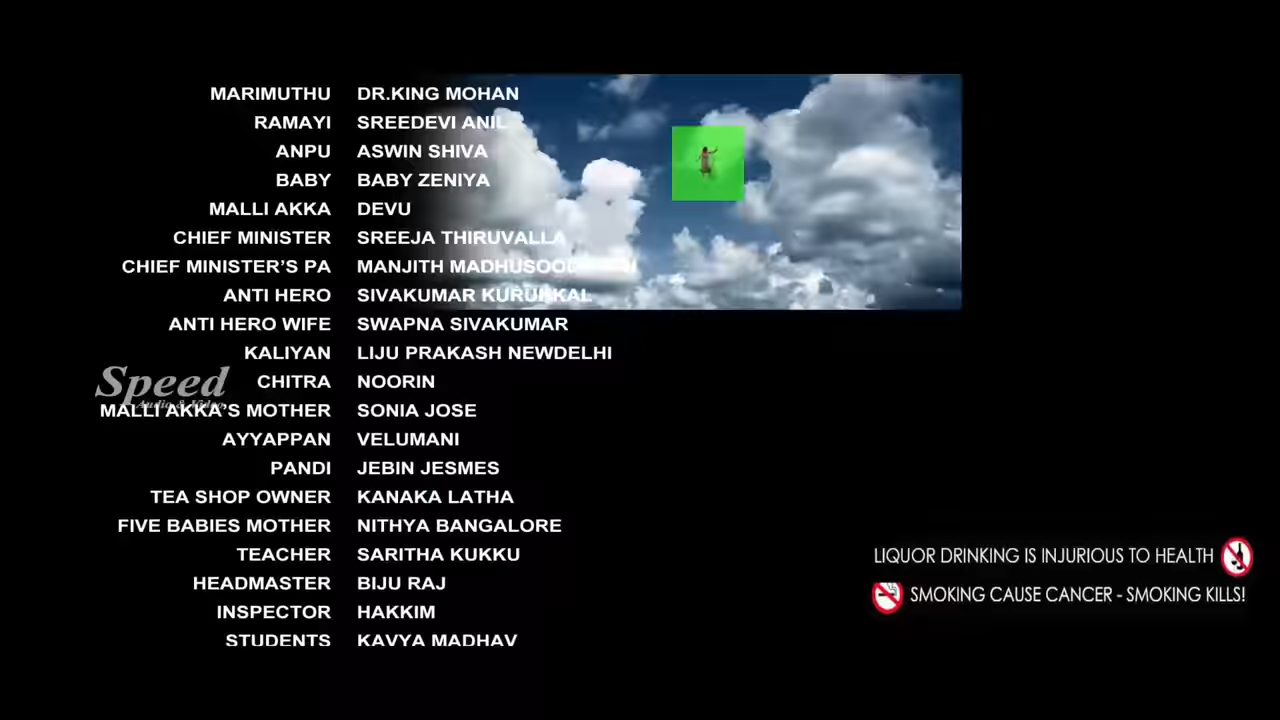 MARIMUTHU DR.KING MOHAN
RAMAYI SREEDEVI ANIL
ANPU ASWIN SHIVA
BABY BABY ZENIYA
MALLI AKKA DEVU
CHIEF MINISTER SREEJA THIRUVALLA
CHIEF MINISTER'S PA MANJITH
ANTI HERO SIVAKUMAR KURUKKAL
ANTI HERO WIFE SWAPNA SIVAKUMAR
KALIYAN LIJU PRAKASH NEWDELHI
Speed
Audio & Video
CHITRA NOORIN
MALLI AKKA'S MOTHER SONIA JOSE
AYYAPPAN VELUMANI
PANDI JEBIN JESMES
TEA SHOP OWNER KANAKA LATHA
FIVE BABIES MOTHER NITHYA BANGALORE
TEACHER SARITHA KUKKU
HEADMASTER BIJU RAJ
INSPECTOR HAKKIM
STUDENTS KAVYA MADHAV
LIQUOR DRINKING IS INJURIOUS TO HEALTH
SMOKING CAUSE CANCER - SMOKING KILLS!